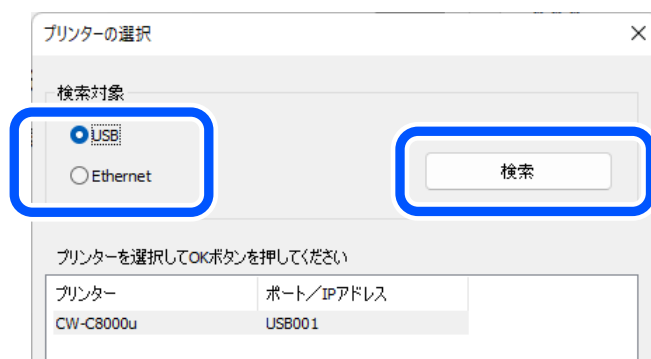 プリンターの選択
検索対象
USB
Ethernet
検索
プリンターを選択してOKボタンを押してください
プリンター ポート/IPアドレス
CW-C8000u USB001